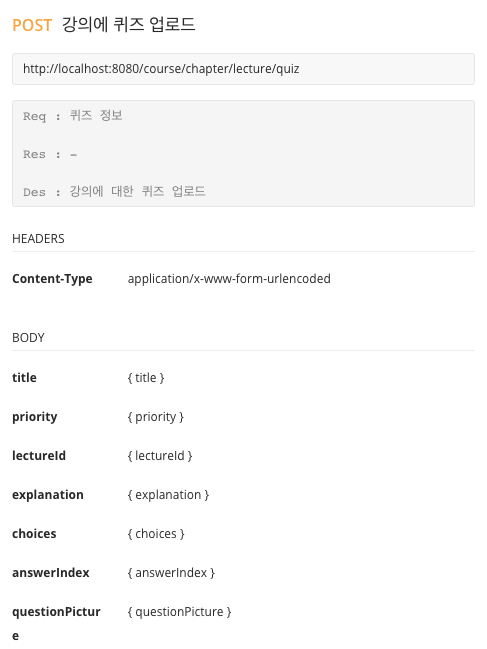 POST 강의에 퀴즈 업로드
http://localhost:8080/course/chapter/lecture/quiz
Req : 퀴즈 정보
Res : -
Des : 강의에 대한 퀴즈 업로드
HEADERS
Content-Type application/x-www-form-urlencoded
BODY
title { title }
priority { priority }
lectureId { lectureId }
explanation { explanation }
choices { choices }
answerIndex { answerIndex }
questionPictur { questionPicture }
e